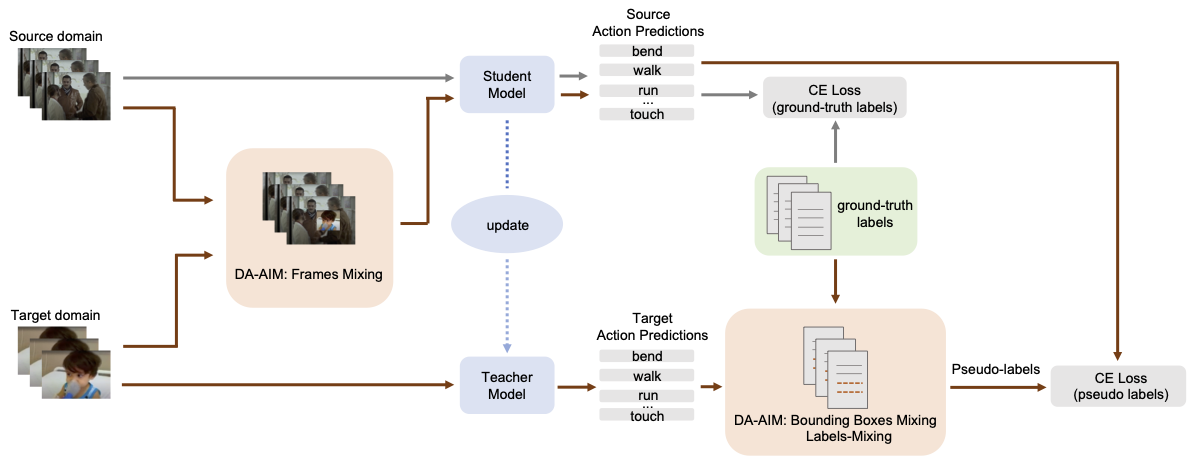 Source domain
Source
Action Predictions
bend
walk
run
...
touch
Student
Model
CE Loss
(ground-truth labels)
ground-truth
labels
update
DA-AIM: Frames Mixing
Target domain
Teacher
Model
Target
Action Predictions
bend
walk
run
...
touch
DA-AIM: Bounding Boxes Mixing
Labels-Mixing
Pseudo-labels
CE Loss
(pseudo labels)